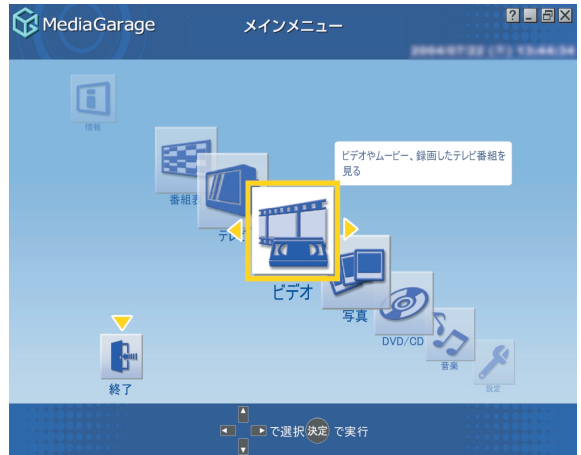 MediaGarage
メインメニュー
情報
ビデオやムービー、録画したテレビ番組を
見る
番組表
テレビ
ビデオ
写真
DVD/CD
音楽
設定
終了
で選択 決定 で実行